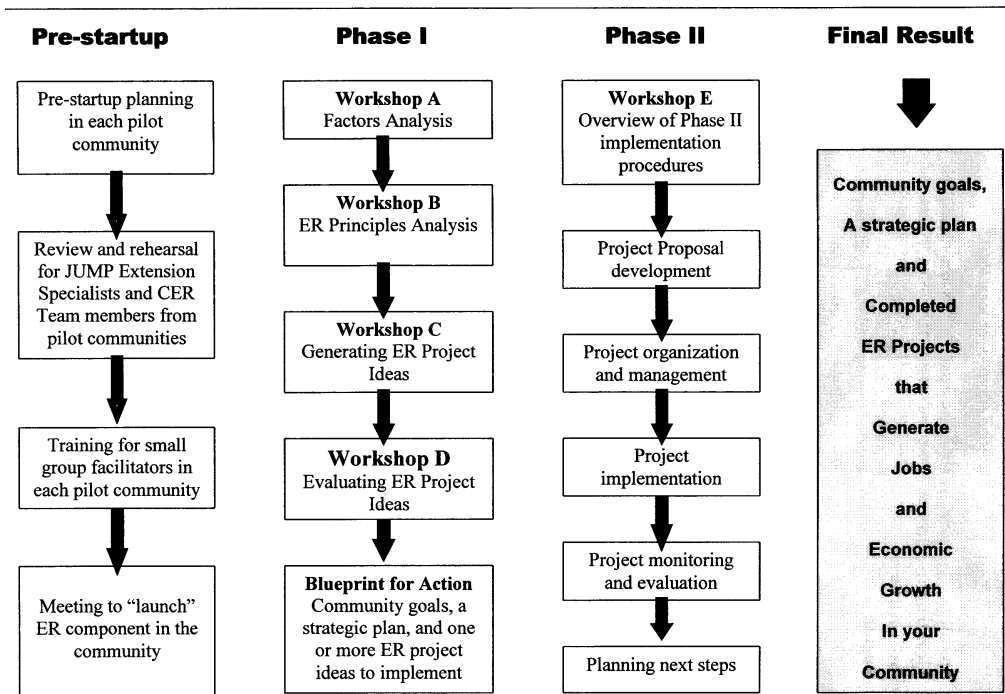 Pre-startup
Pre-startup planning
in each pilot
community
Review and rehearsal
for JUMP Extension
Specialists and CER
Team members from
pilot communities
Training for small
group facilitators in
each pilot community
Meeting to “launch”
ER component in the
community
Phase I
Workshop A
Factors Analysis
Workshop B
ER Principles Analysis
Workshop C
Generating ER Project
Ideas
Workshop D
Evaluating ER Project
Ideas
Blueprint for Action
Community goals, a
strategic plan, and one
or more ER project
ideas to implement
Phase II
Workshop E
Overview of Phase II
implementation
procedures
Project Proposal
development
Project organization
and management
Project
implementation
Project monitoring
and evaluation
Planning next steps
Final Result
Community goals,
A strategic plan
and
Completed
ER Projects
that
Generate
Jobs
and
Economic
Growth
In your
Community